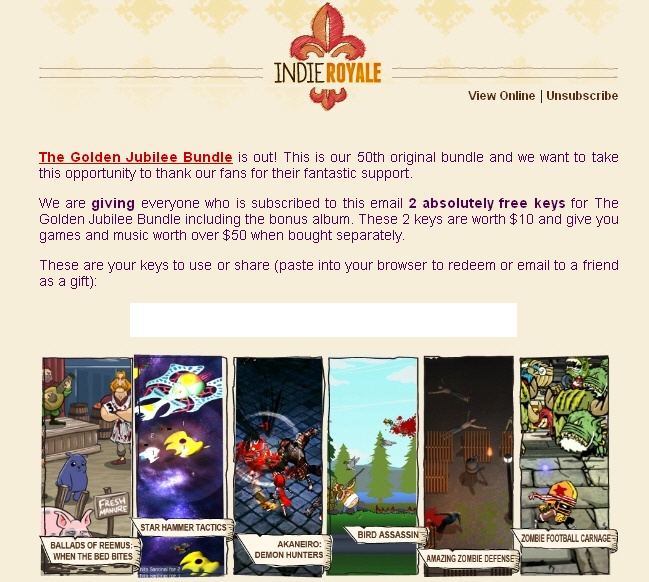 INDIEROYALE
View Online | Unsubscribe
The Golden Jubilee Bundle is out! This is our 50th original bundle and we want to take
this opportunity to thank our fans for their fantastic support.
We are giving everyone who is subscribed to this email 2 absolutely free keys for The
Golden Jubilee Bundle including the bonus album. These 2 keys are worth $10 and give you
games and music worth over $50 when bought separately.
These are your keys to use or share (paste into your browser to redeem or email to a friend
as a gift):
FRESH
MANURE
BALLADS OF REEMUS:
WHEN THE BED BITES
STAR HAMMER TACTICS
AKANEIRO:
DEMON HUNTERS
BIRD ASSASSIN
AMAZING ZOMBIE DEFENSE
ZOMBIE FOOTBALL CARNAGE